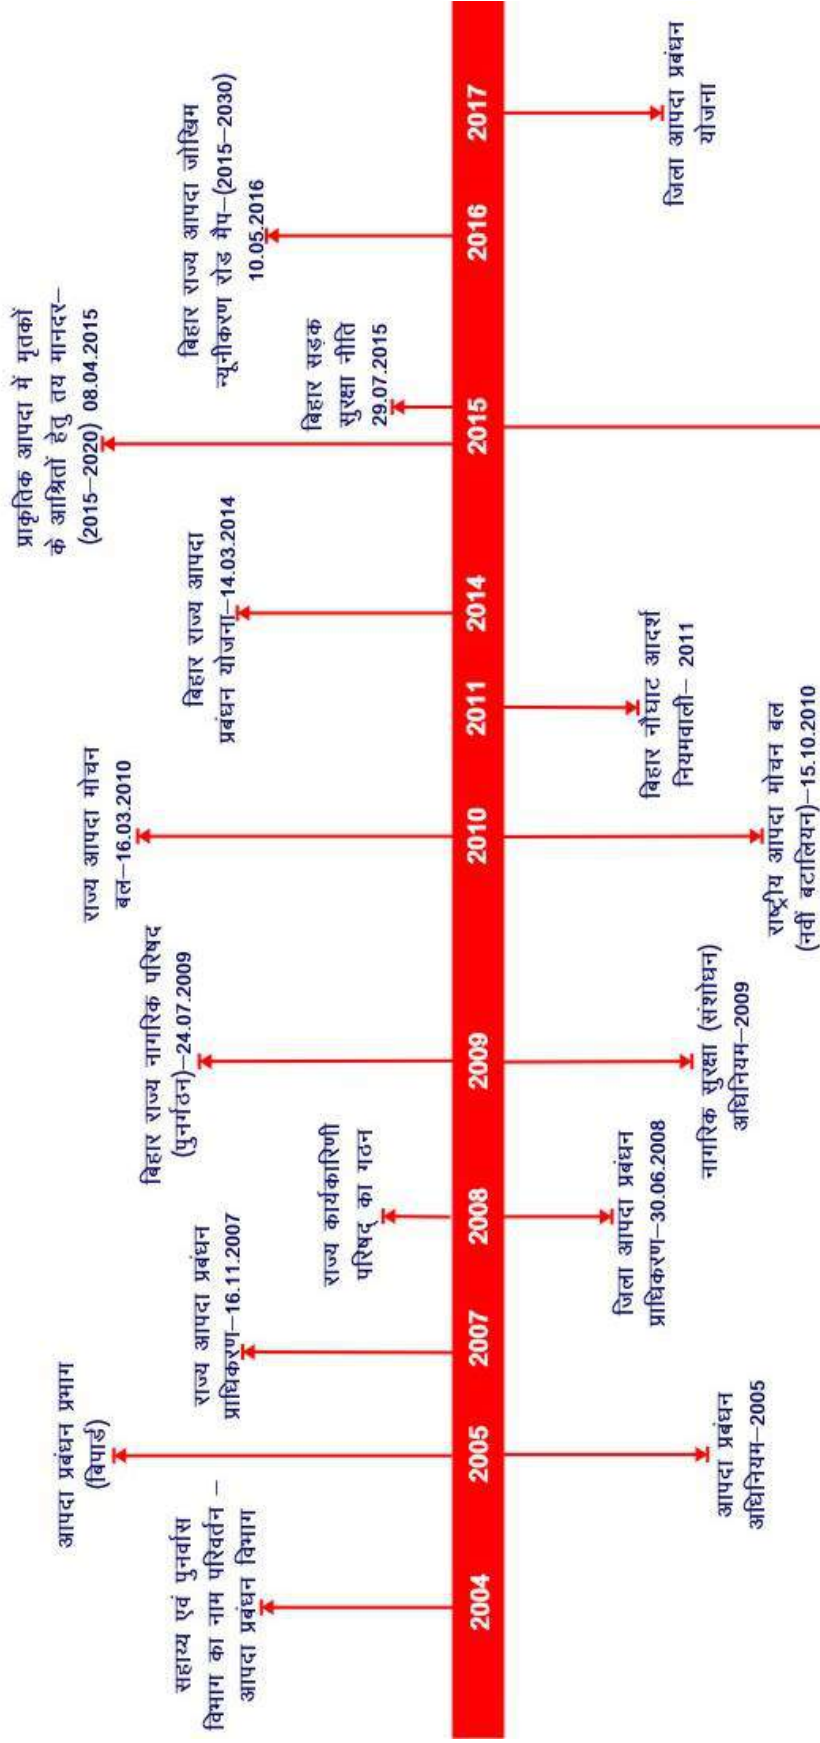 सहाय्य एवं पुनर्वास
विभाग का नाम परिवर्तन –
आपदा प्रबंधन विभाग
आपदा प्रबंधन प्रभाग
(बिपार्ड)
राज्य आपदा प्रबंधन
प्राधिकरण–16.11.2007
राज्य कार्यकारिणी
परिषद् का गठन
बिहार राज्य नागरिक परिषद
(पुनर्गठन)–24.07.2009
राज्य आपदा मोचन
बल–16.03.2010
बिहार राज्य आपदा
प्रबंधन योजना–14.03.2014
प्राकृतिक आपदा में मृतकों
के आश्रितों हेतु तय मानदर–
(2015–2020) 08.04.2015
बिहार सड़क
सुरक्षा नीति
29.07.2015
बिहार राज्य आपदा जोखिम
न्यूनीकरण रोड मैप–(2015–2030)
10.05.2016
2004 2005 2007 2008 2009 2010 2011 2014 2015 2016 2017
आपदा प्रबंधन
अधिनियम–2005
जिला आपदा प्रबंधन
प्राधिकरण–30.06.2008
नागरिक सुरक्षा (संशोधन)
अधिनियम–2009
राष्ट्रीय आपदा मोचन बल
(नवीं बटालियन)–15.10.2010
बिहार नौघाट आदर्श
नियमवाली– 2011
जिला आपदा प्रबंधन
योजना